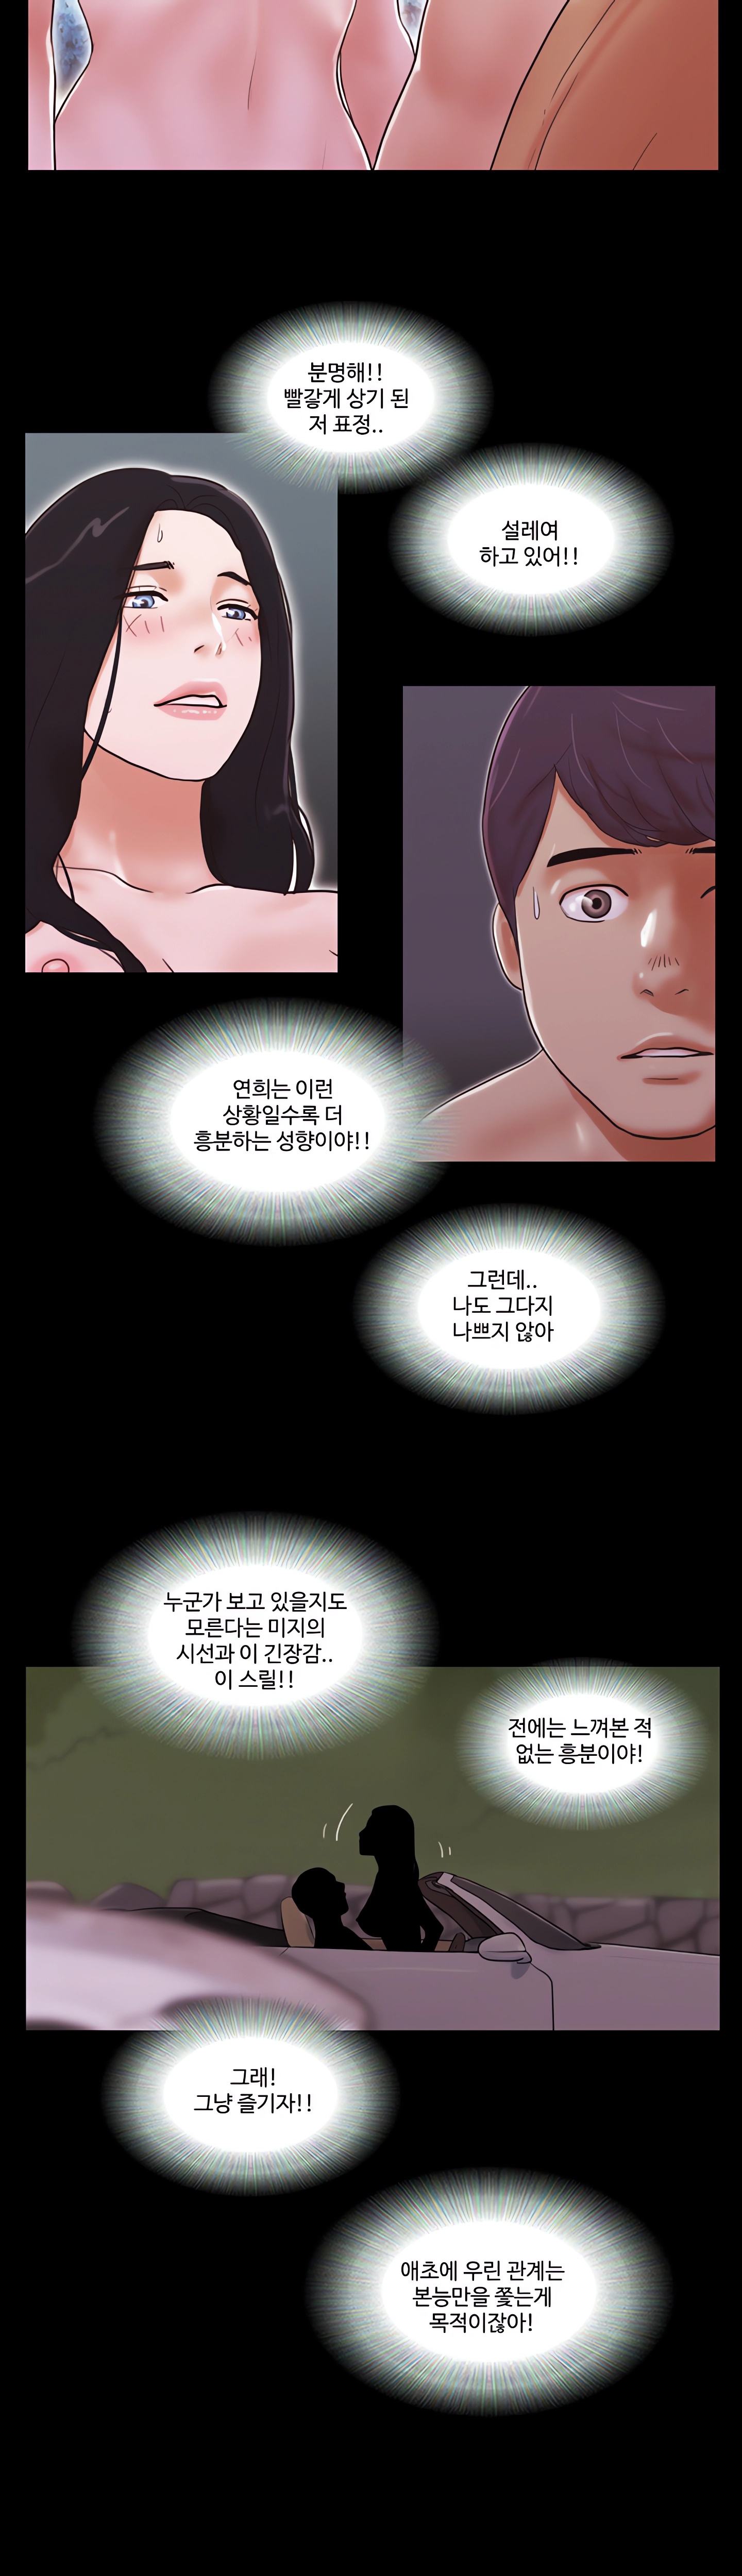 분명해!!
빨갛게 상기 된
저 표정..
설레여
하고 있어!!
연희는 이런
상황일수록 더
흥분하는 성향이야!!
그런데..
나도 그다지
나쁘지 않아
누군가 보고 있을지도
모른다는 미지의
시선과 이 긴장감..
이 스릴!!
전에는 느껴본 적
없는 흥분이야!
그래!
그냥 즐기자!!
애초에 우린 관계는
본능만을 쫓는게
목적이잖아!